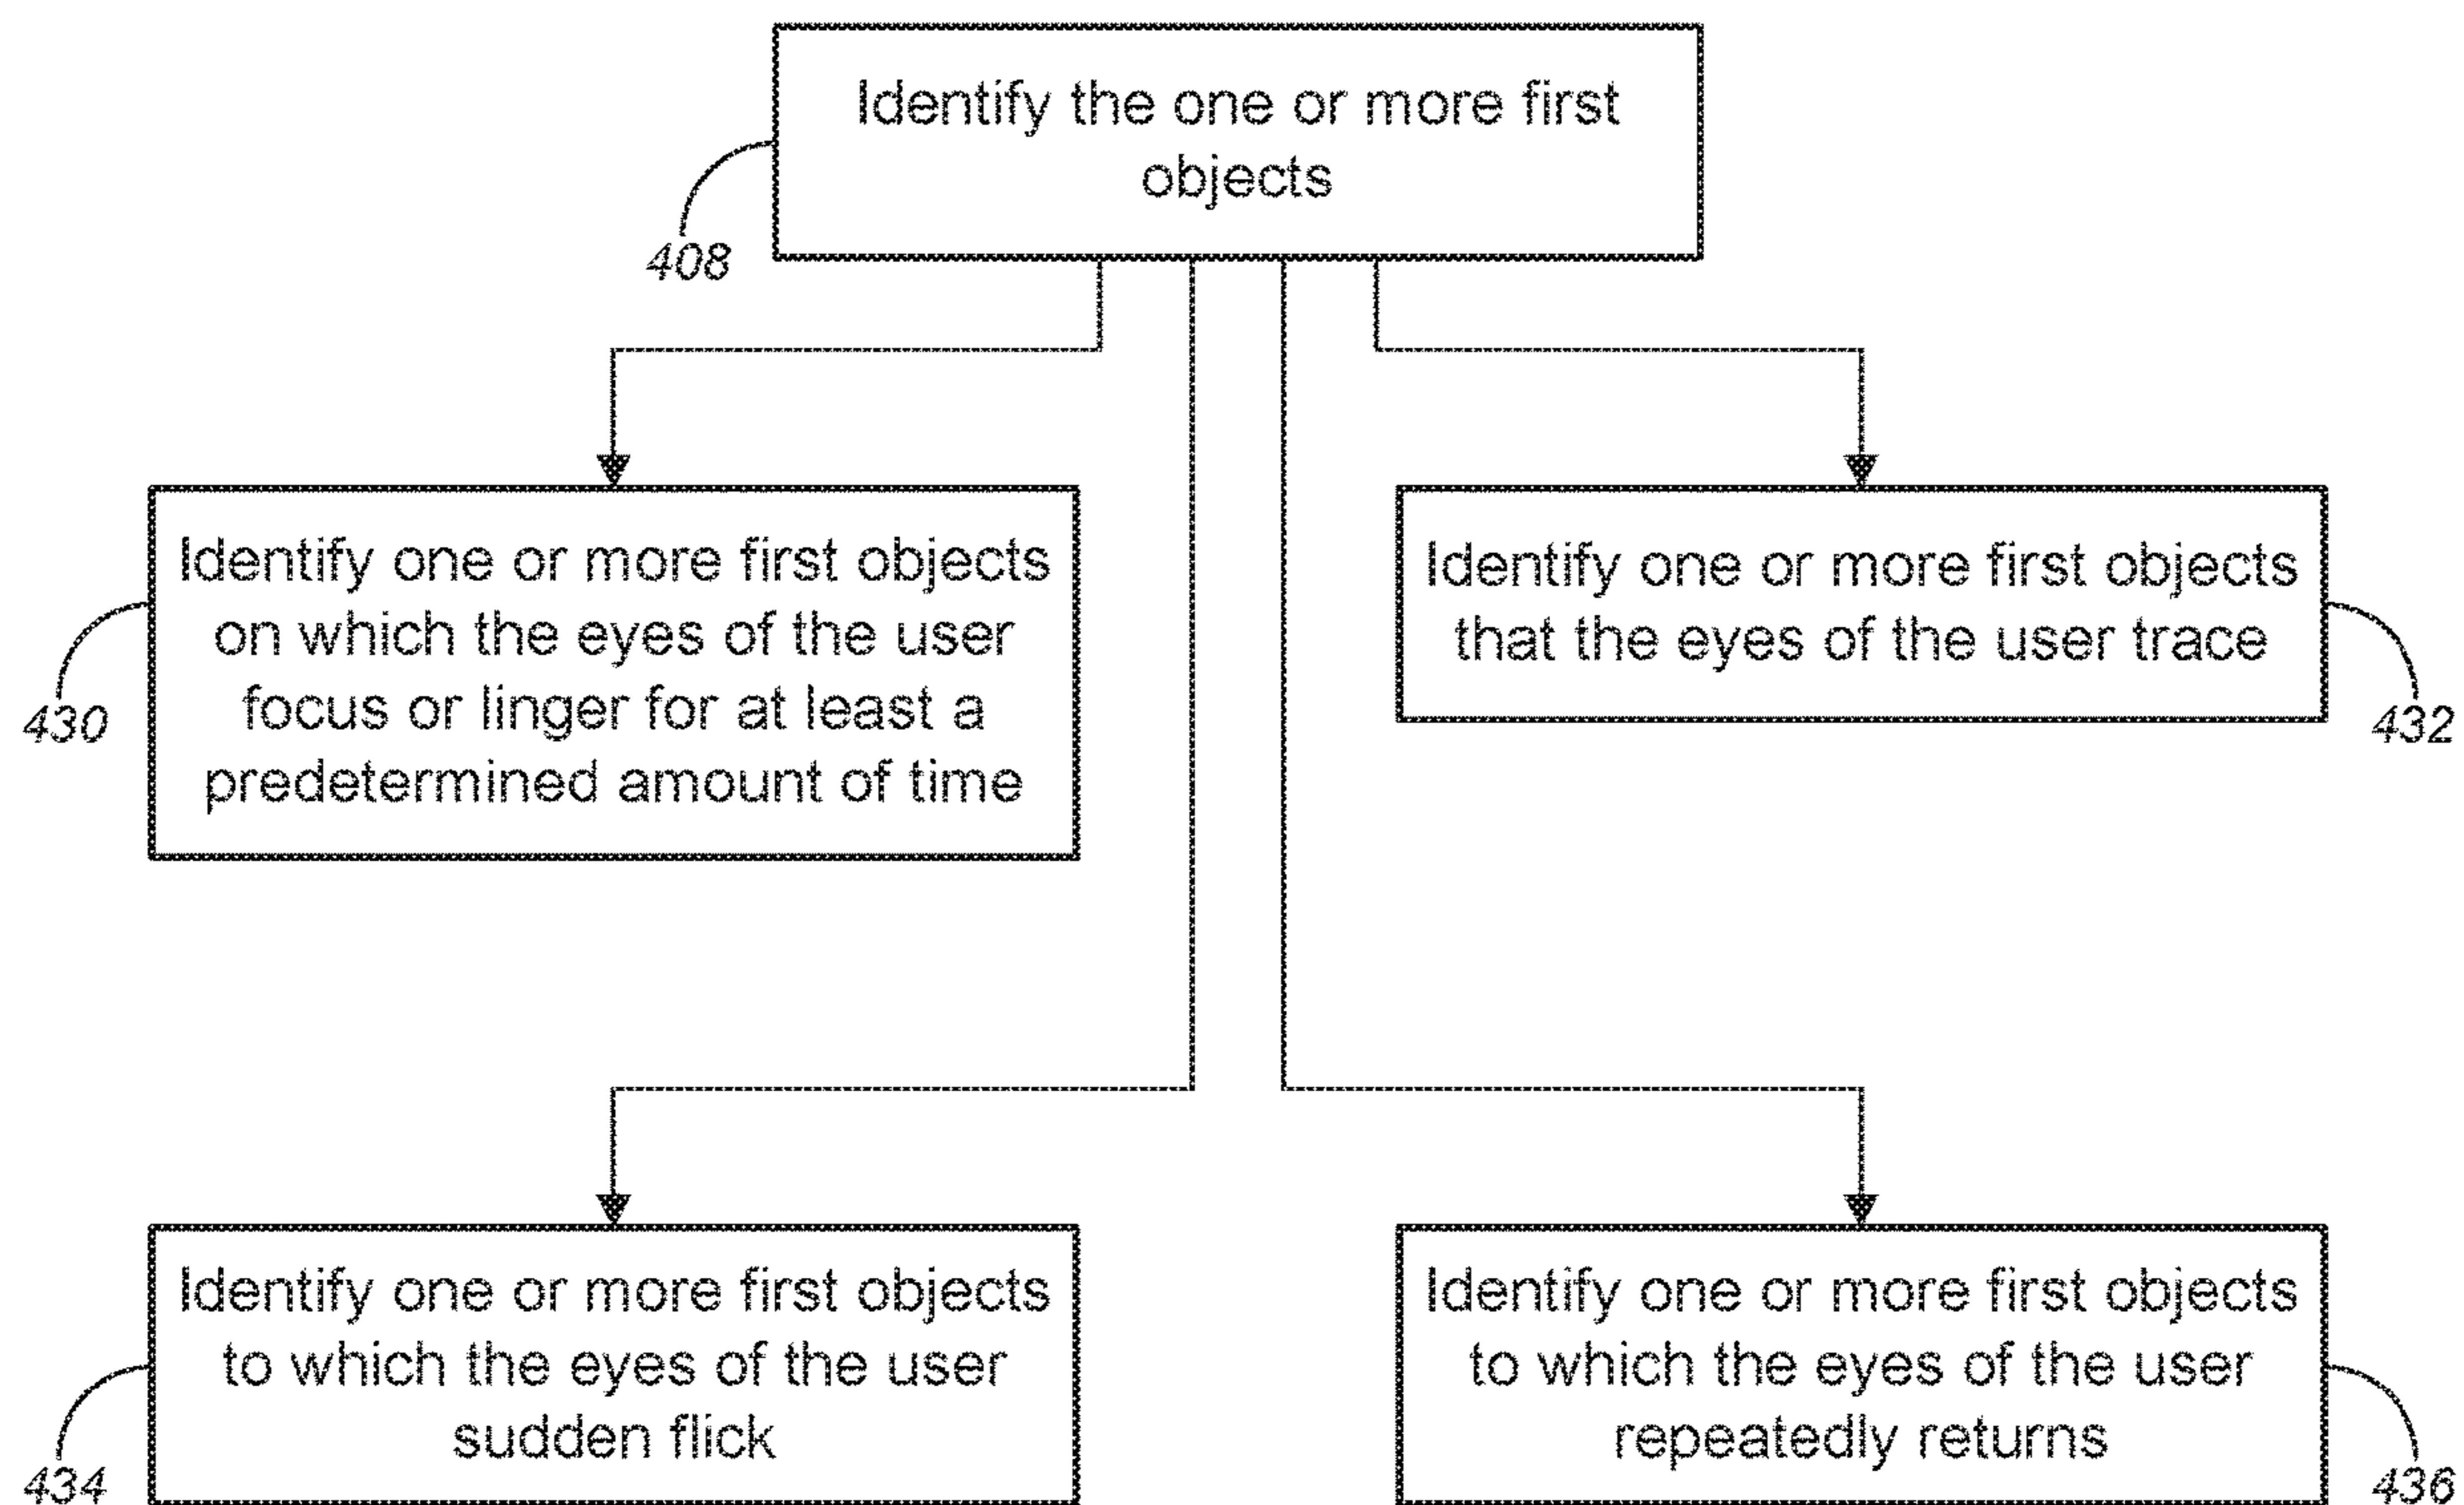 Identify the one or more first
objects
408
Identify one or more first objects
on which the eyes of the user
focus or linger for at least a
predetermined amount of time
430
Identify one or more first objects
that the eyes of the user trace
432
Identify one or more first objects
to which the eyes of the user
sudden flick
434
Identify one or more first objects
to which the eyes of the user
repeatedly returns
436